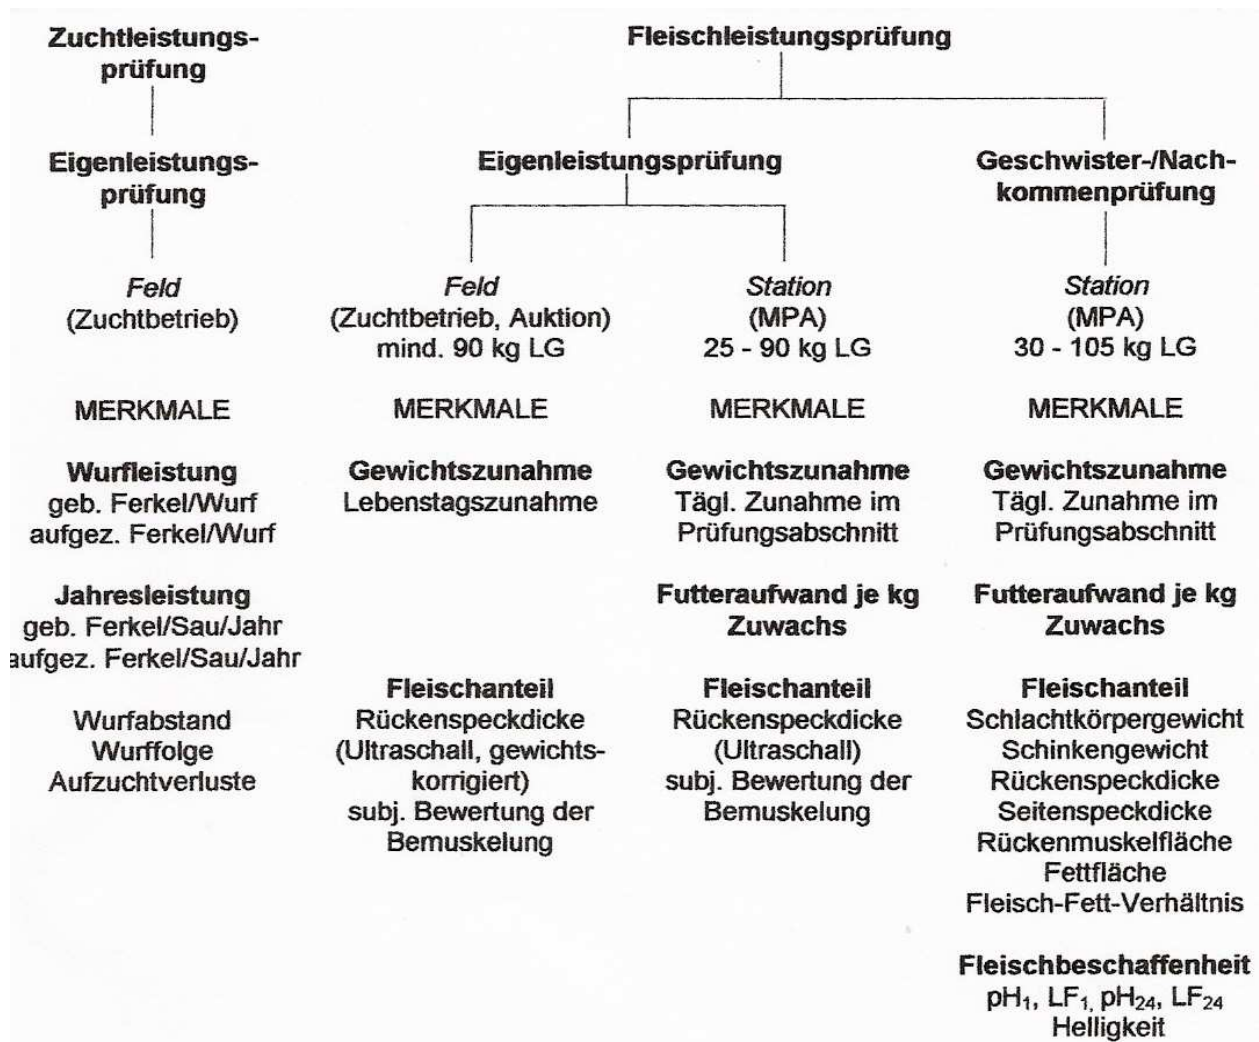 Zuchtleistungs-
prüfung
Eigenleistungs-
prüfung
Feld
(Zuchtbetrieb)
MERKMALE
Wurfleistung
geb. Ferkel/Wurf
aufgez. Ferkel/Wurf
Jahresleistung
geb. Ferkel/Sau/Jahr
aufgez. Ferkel/Sau/Jahr
Wurfabstand
Wurffolge
Aufzuchtverluste
Fleischleistungsprüfung
Eigenleistungsprüfung
Feld
(Zuchtbetrieb, Auktion)
mind. 90 kg LG
MERKMALE
Gewichtszunahme
Lebenstagszunahme
Fleischanteil
Rückenspeckdicke
(Ultraschall, gewichts-
korrigiert)
subj. Bewertung der
Bemuskelung
Station
(MPA)
25 - 90 kg LG
MERKMALE
Gewichtszunahme
Tägl. Zunahme im
Prüfungsabschnitt
Futteraufwand je kg
Zuwachs
Fleischanteil
Rückenspeckdicke
(Ultraschall)
subj. Bewertung der
Bemuskelung
Geschwister-/Nach-
kommenprüfung
Station
(MPA)
30 - 105 kg LG
MERKMALE
Gewichtszunahme
Tägl. Zunahme im
Prüfungsabschnitt
Futteraufwand je kg
Zuwachs
Fleischanteil
Schlachtkörpergewicht
Schinkengewicht
Rückenspeckdicke
Seitenspeckdicke
Rückenmuskelfläche
Fettfläche
Fleisch-Fett-Verhältnis
Fleischbeschaffenheit
pH₁, LF₁, pH₂₄, LF₂₄
Helligkeit